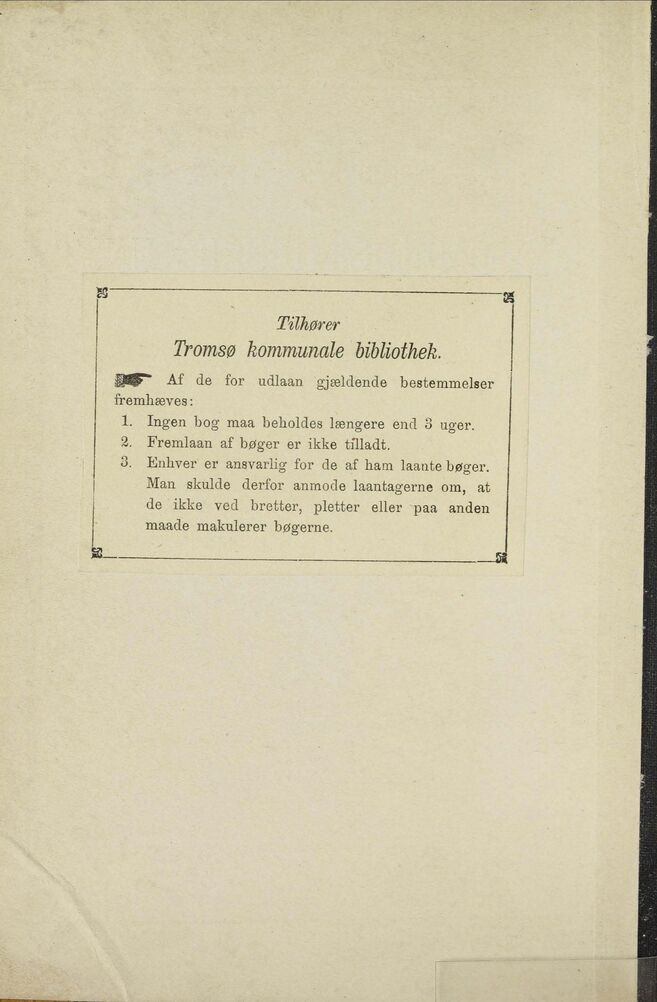 Tilhører
Tromsø kommunale bibliothek.
Af de for udlaan gjældende bestemmelser
fremhæves:
1. Ingen bog maa beholdes længere end 3 uger.
2. Fremlaan af bøger er ikke tilladt.
3. Enhver er ansvarlig for de af ham laante bøger.
Man skulde derfor anmode laantagerne om, at
de ikke ved bretter, pletter eller paa anden
maade makulerer bøgerne.